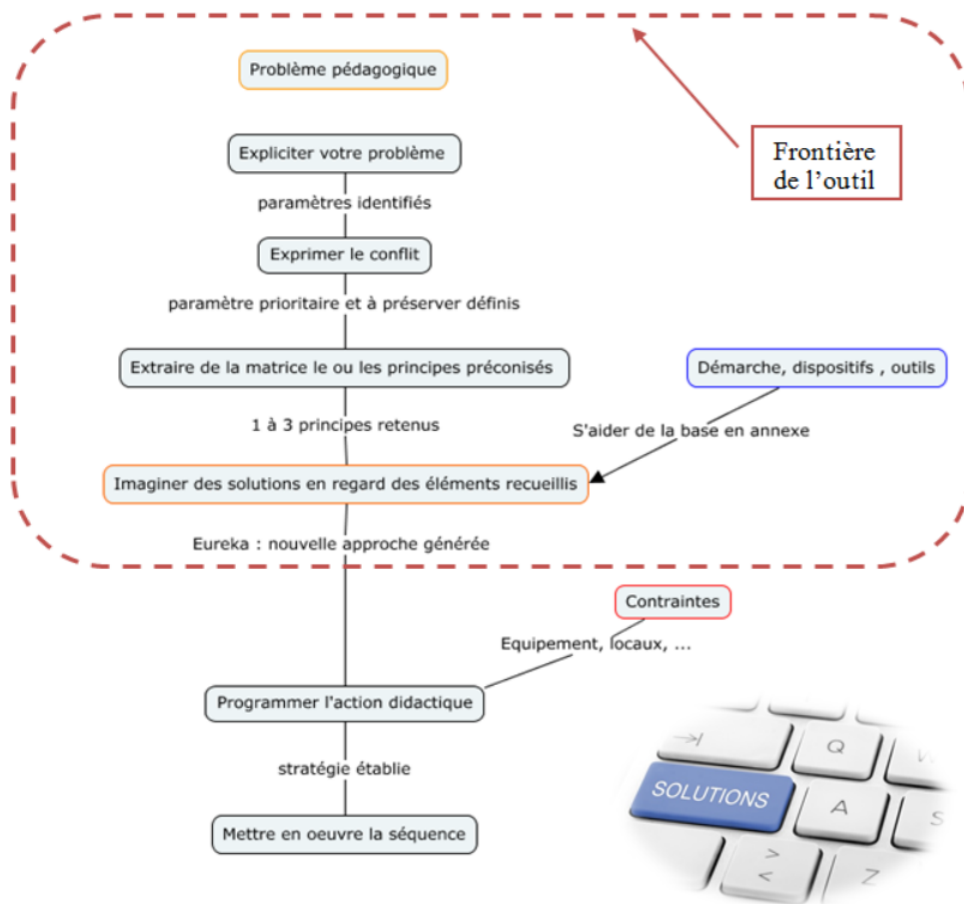 Problème pédagogique
Frontière
de l'outil
Expliciter votre problème
paramètres identifiés
Exprimer le conflit
paramètre prioritaire et à préserver définis
Extraire de la matrice le ou les principes préconisés
Démarche, dispositifs , outils
1 à 3 principes retenus
S'aider de la base en annexe
Imaginer des solutions en regard des éléments recueillis
Eureka : nouvelle approche générée
Contraintes
Equipement, locaux, ...
Programmer l'action didactique
stratégie établie
Mettre en oeuvre la séquence
Q
W
SOLUTIONS
A
S
>
<
Z